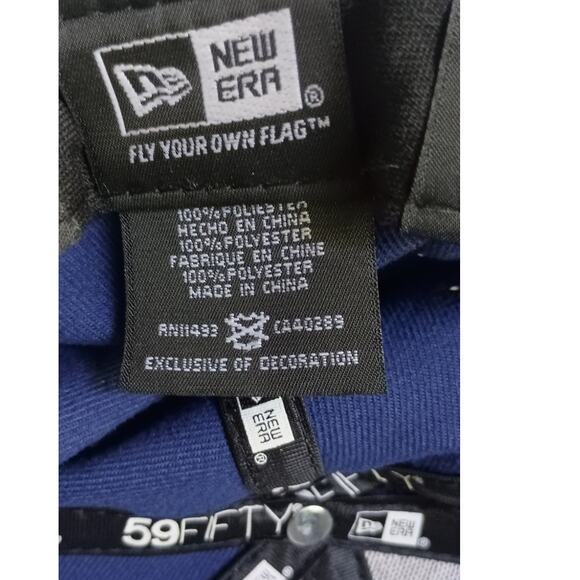 NEW
ERA®
FLY YOUR OWN FLAG™
100% POLIESTER
HECHO EN CHINA
100% POLYESTER
FABRIQUE EN CHINE
100% POLYESTER
MADE IN CHINA
RN11493 CA40289
EXCLUSIVE OF DECORATION
NEW
ERA®
FIFTY
59FIFTY®
NEW
ERA